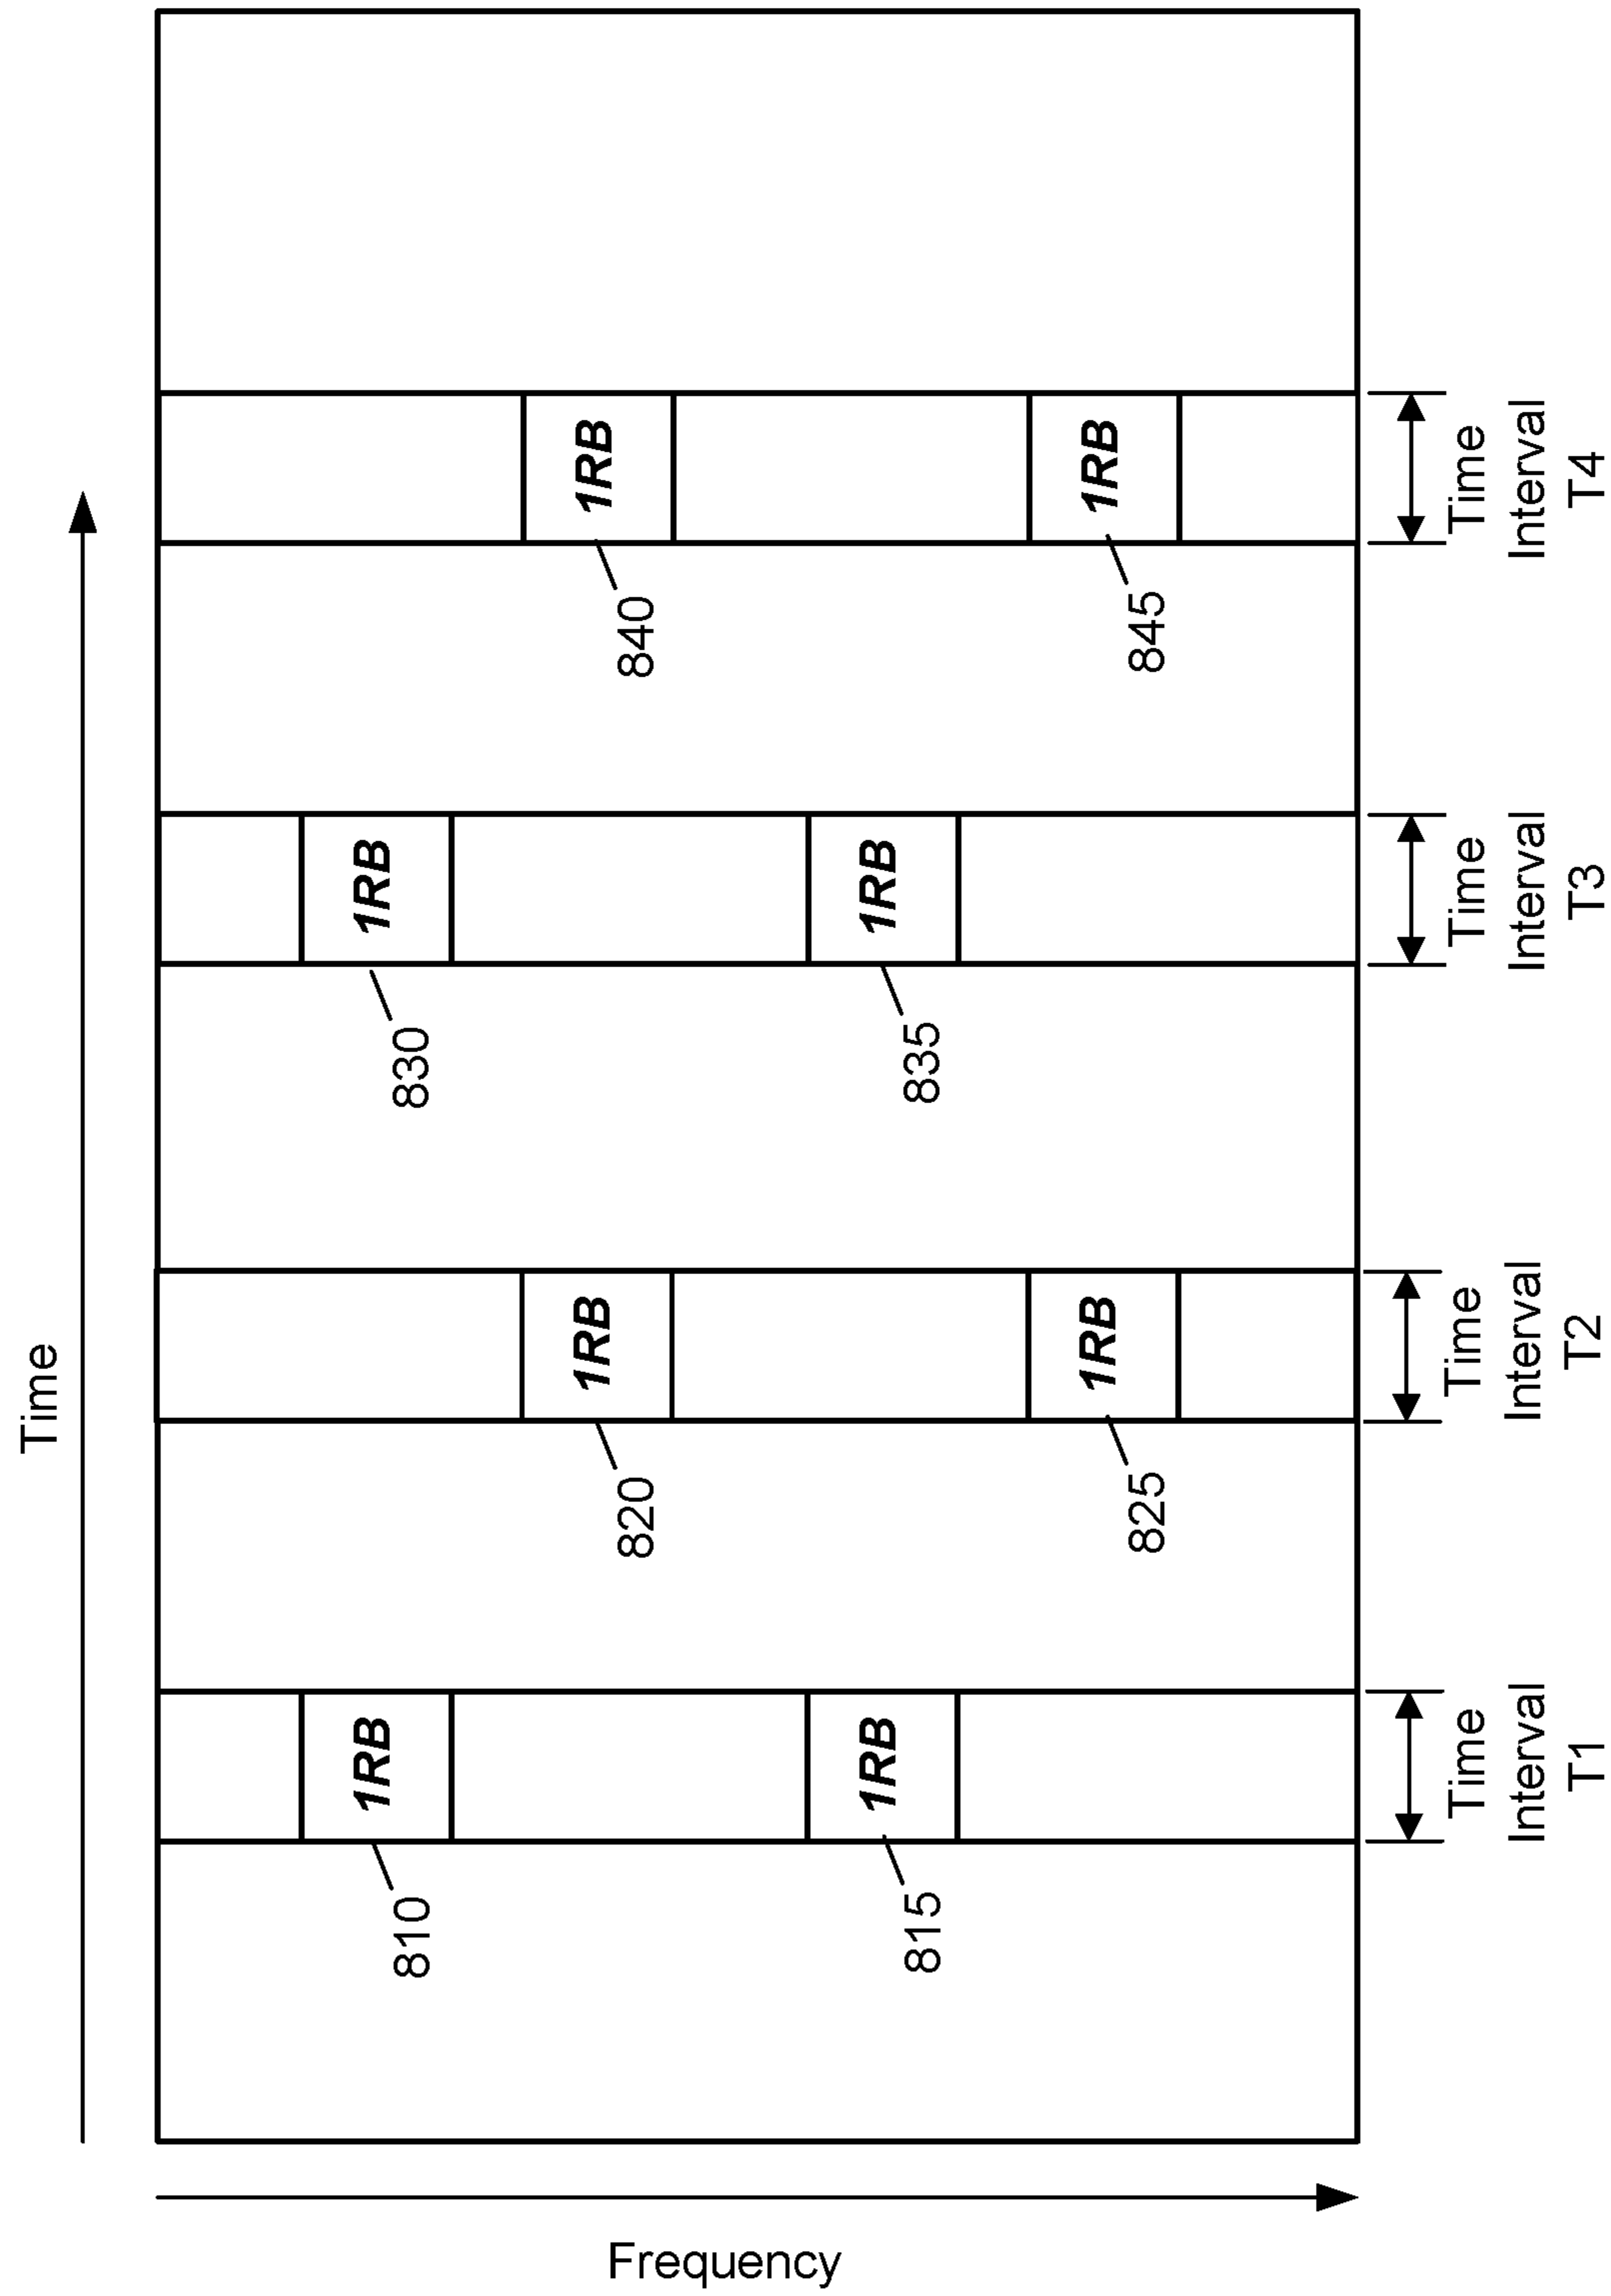 Time
810
1RB
815
1RB
820
1RB
825
1RB
830
1RB
835
1RB
840
1RB
845
1RB
Time
Interval
T1
Time
Interval
T2
Time
Interval
T3
Time
Interval
T4
Frequency